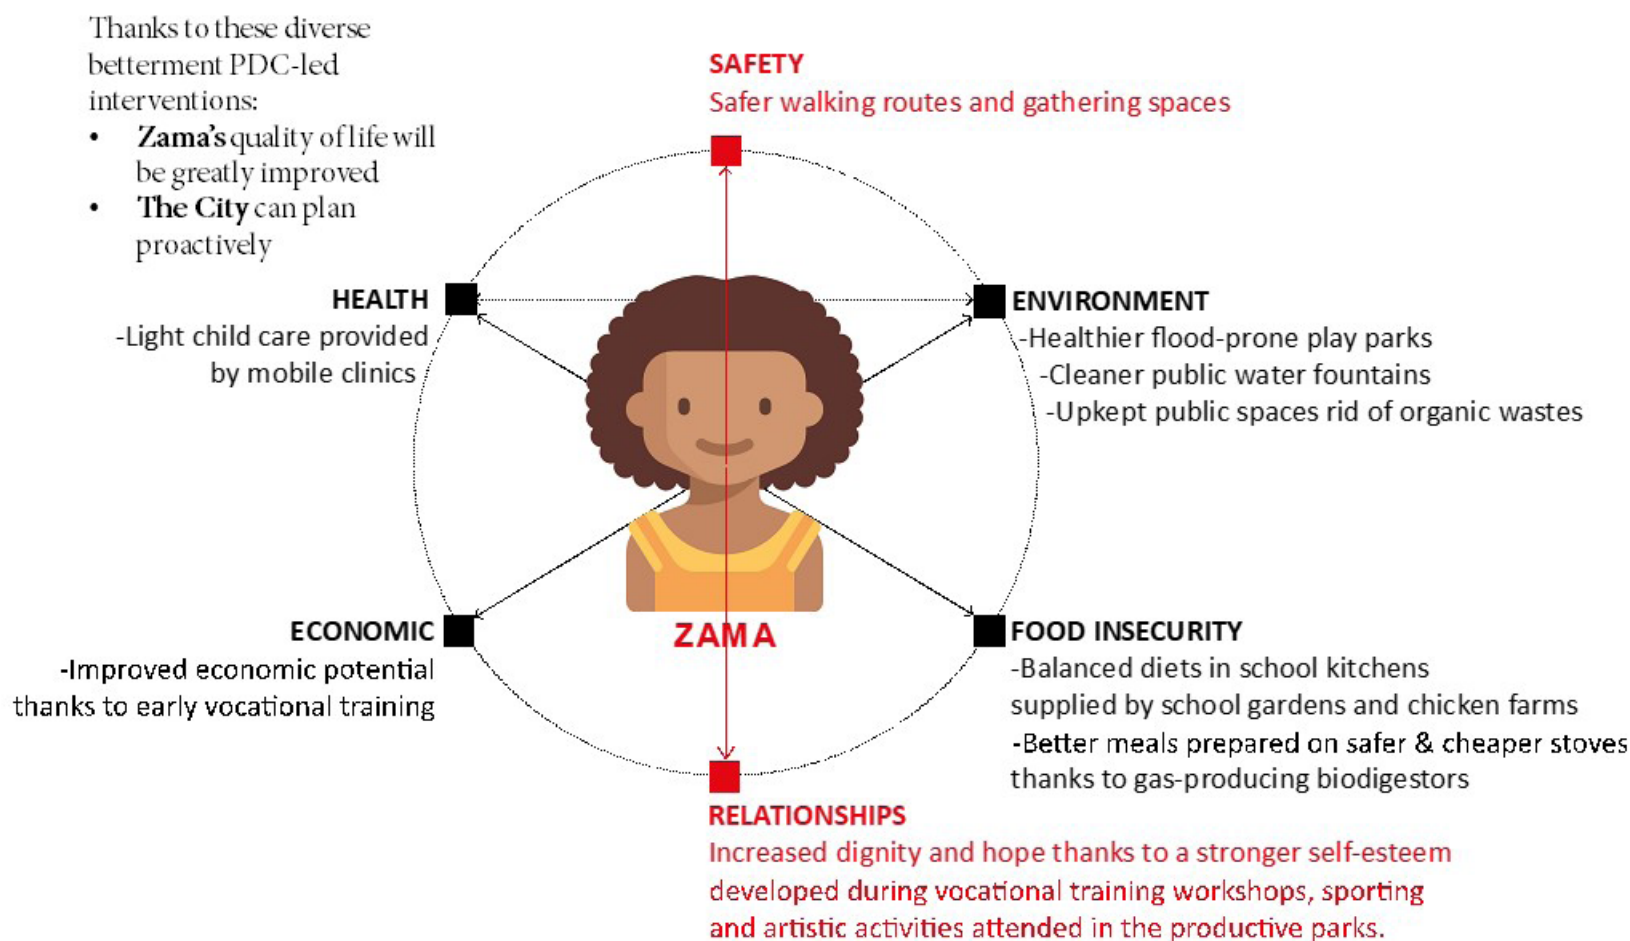 Thanks to these diverse
betterment PDC-led
interventions:
• Zama's quality of life will
be greatly improved
• The City can plan
proactively
SAFETY
Safer walking routes and gathering spaces
HEALTH
-Light child care provided
by mobile clinics
ENVIRONMENT
-Healthier flood-prone play parks
-Cleaner public water fountains
-Upkept public spaces rid of organic wastes
ZAMA
ECONOMIC
-Improved economic potential
thanks to early vocational training
FOOD INSECURITY
-Balanced diets in school kitchens
supplied by school gardens and chicken farms
-Better meals prepared on safer & cheaper stoves
thanks to gas-producing biodigestors
RELATIONSHIPS
Increased dignity and hope thanks to a stronger self-esteem
developed during vocational training workshops, sporting
and artistic activities attended in the productive parks.